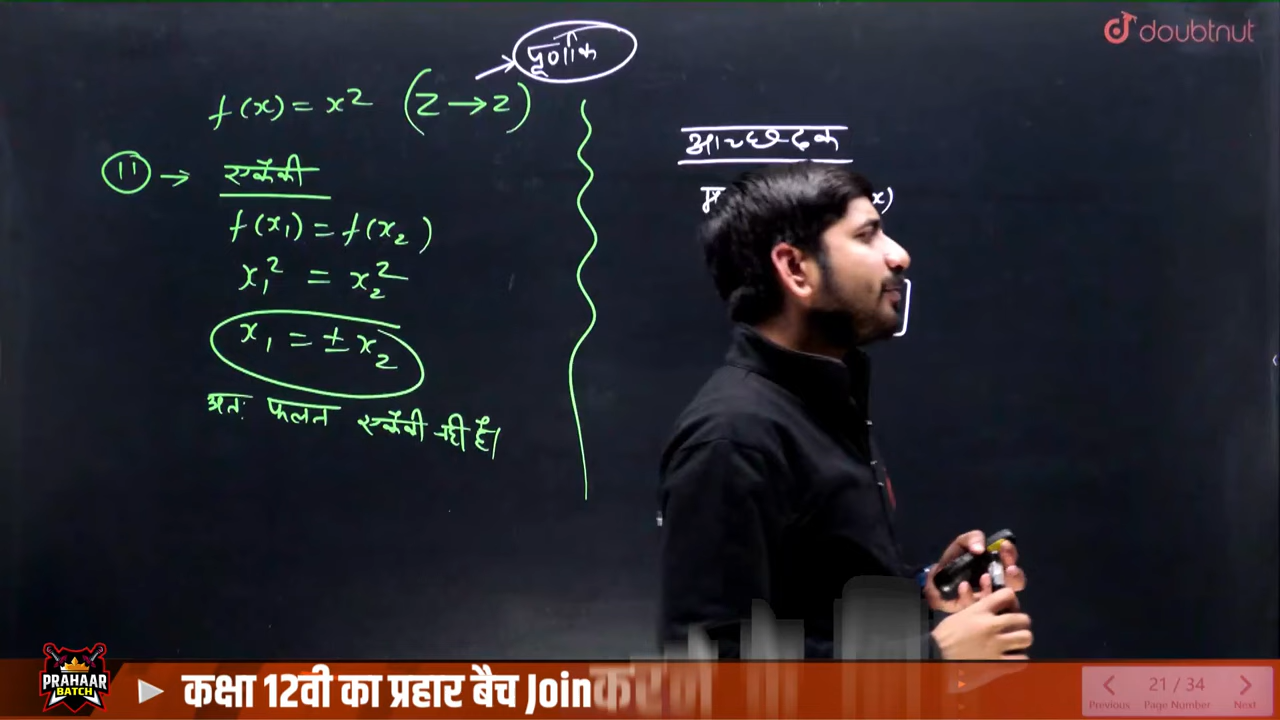 doubtnut
पूर्णांक
f(x) = x² (Z → Z)
(11) → एकैकी
f(x₁) = f(x₂)
x₁² = x₂²
x₁ = ± x₂
अतः फलन एकैकी नही है।
आच्छादक
x)
PRAHAAR
BATCH
कक्षा 12वी का प्रहार बैच Join
21 / 34
Previous Page Number Next